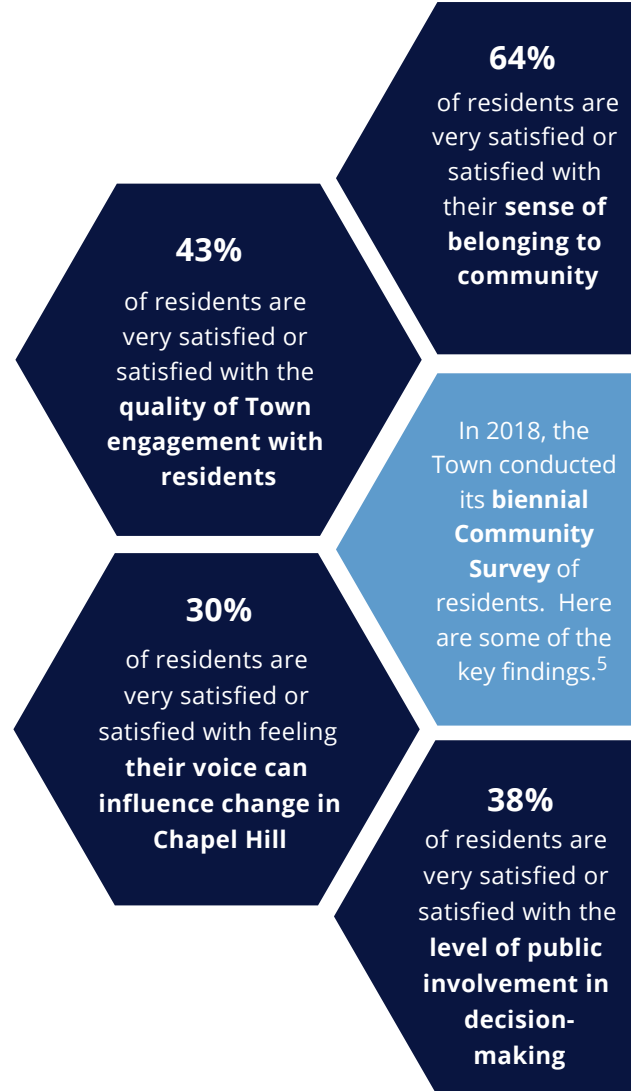 64%
of residents are
very satisfied or
satisfied with
their sense of
belonging to
community
43%
of residents are
very satisfied or
satisfied with the
quality of Town
engagement with
residents
In 2018, the
Town conducted
its biennial
Community
Survey of
residents.  Here
are some of the
key findings.⁵
30%
of residents are
very satisfied or
satisfied with feeling
their voice can
influence change in
Chapel Hill
38%
of residents are
very satisfied or
satisfied with the
level of public
involvement in
decision-
making